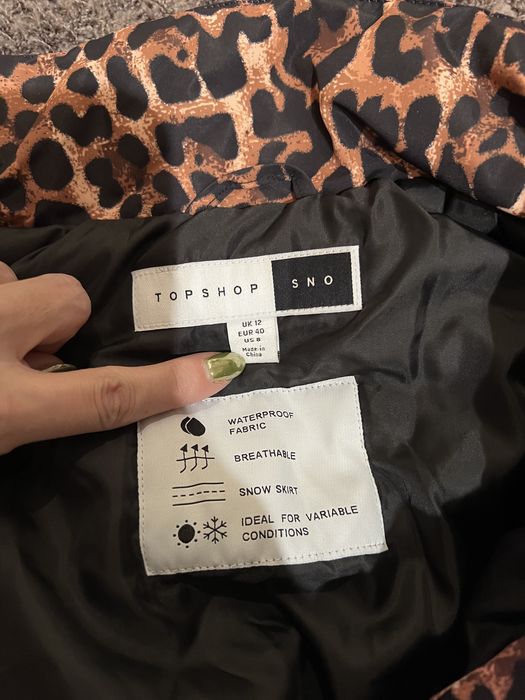 TOPSHOP SNO
UK 12
EUR 40
US 8
Made in
China
WATERPROOF
FABRIC
BREATHABLE
SNOW SKIRT
IDEAL FOR VARIABLE
CONDITIONS